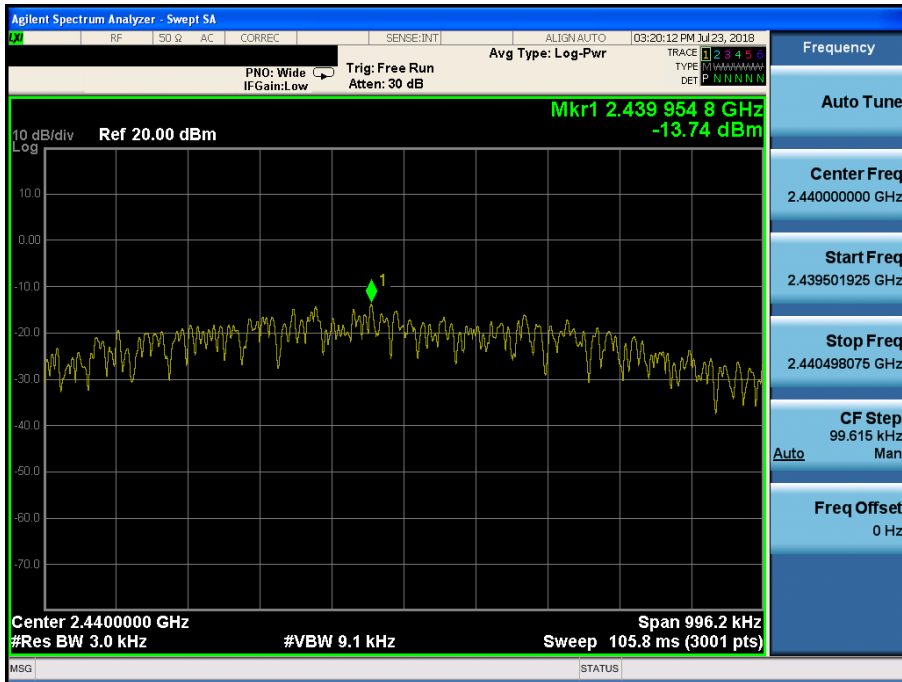 Agilent Spectrum Analyzer - Swept SA
LXI RF 50 Ω AC CORREC SENSE:INT ALIGN AUTO 03:20:12 PM Jul 23, 2018
Avg Type: Log-Pwr
TRACE 1 2 3 4 5 6
TYPE M WWWWW
DET P N N N N N
PNO: Wide
IFGain:Low
Trig: Free Run
Atten: 30 dB
Mkr1 2.439 954 8 GHz
-13.74 dBm
10 dB/div Ref 20.00 dBm
Log
1
10.0
0.00
-10.0
-20.0
-30.0
-40.0
-50.0
-60.0
-70.0
Center 2.4400000 GHz Span 996.2 kHz
#Res BW 3.0 kHz #VBW 9.1 kHz Sweep 105.8 ms (3001 pts)
MSG STATUS
Frequency
Auto Tune
Center Freq
2.440000000 GHz
Start Freq
2.439501925 GHz
Stop Freq
2.440498075 GHz
CF Step
99.615 kHz
Auto Man
Freq Offset
0 Hz